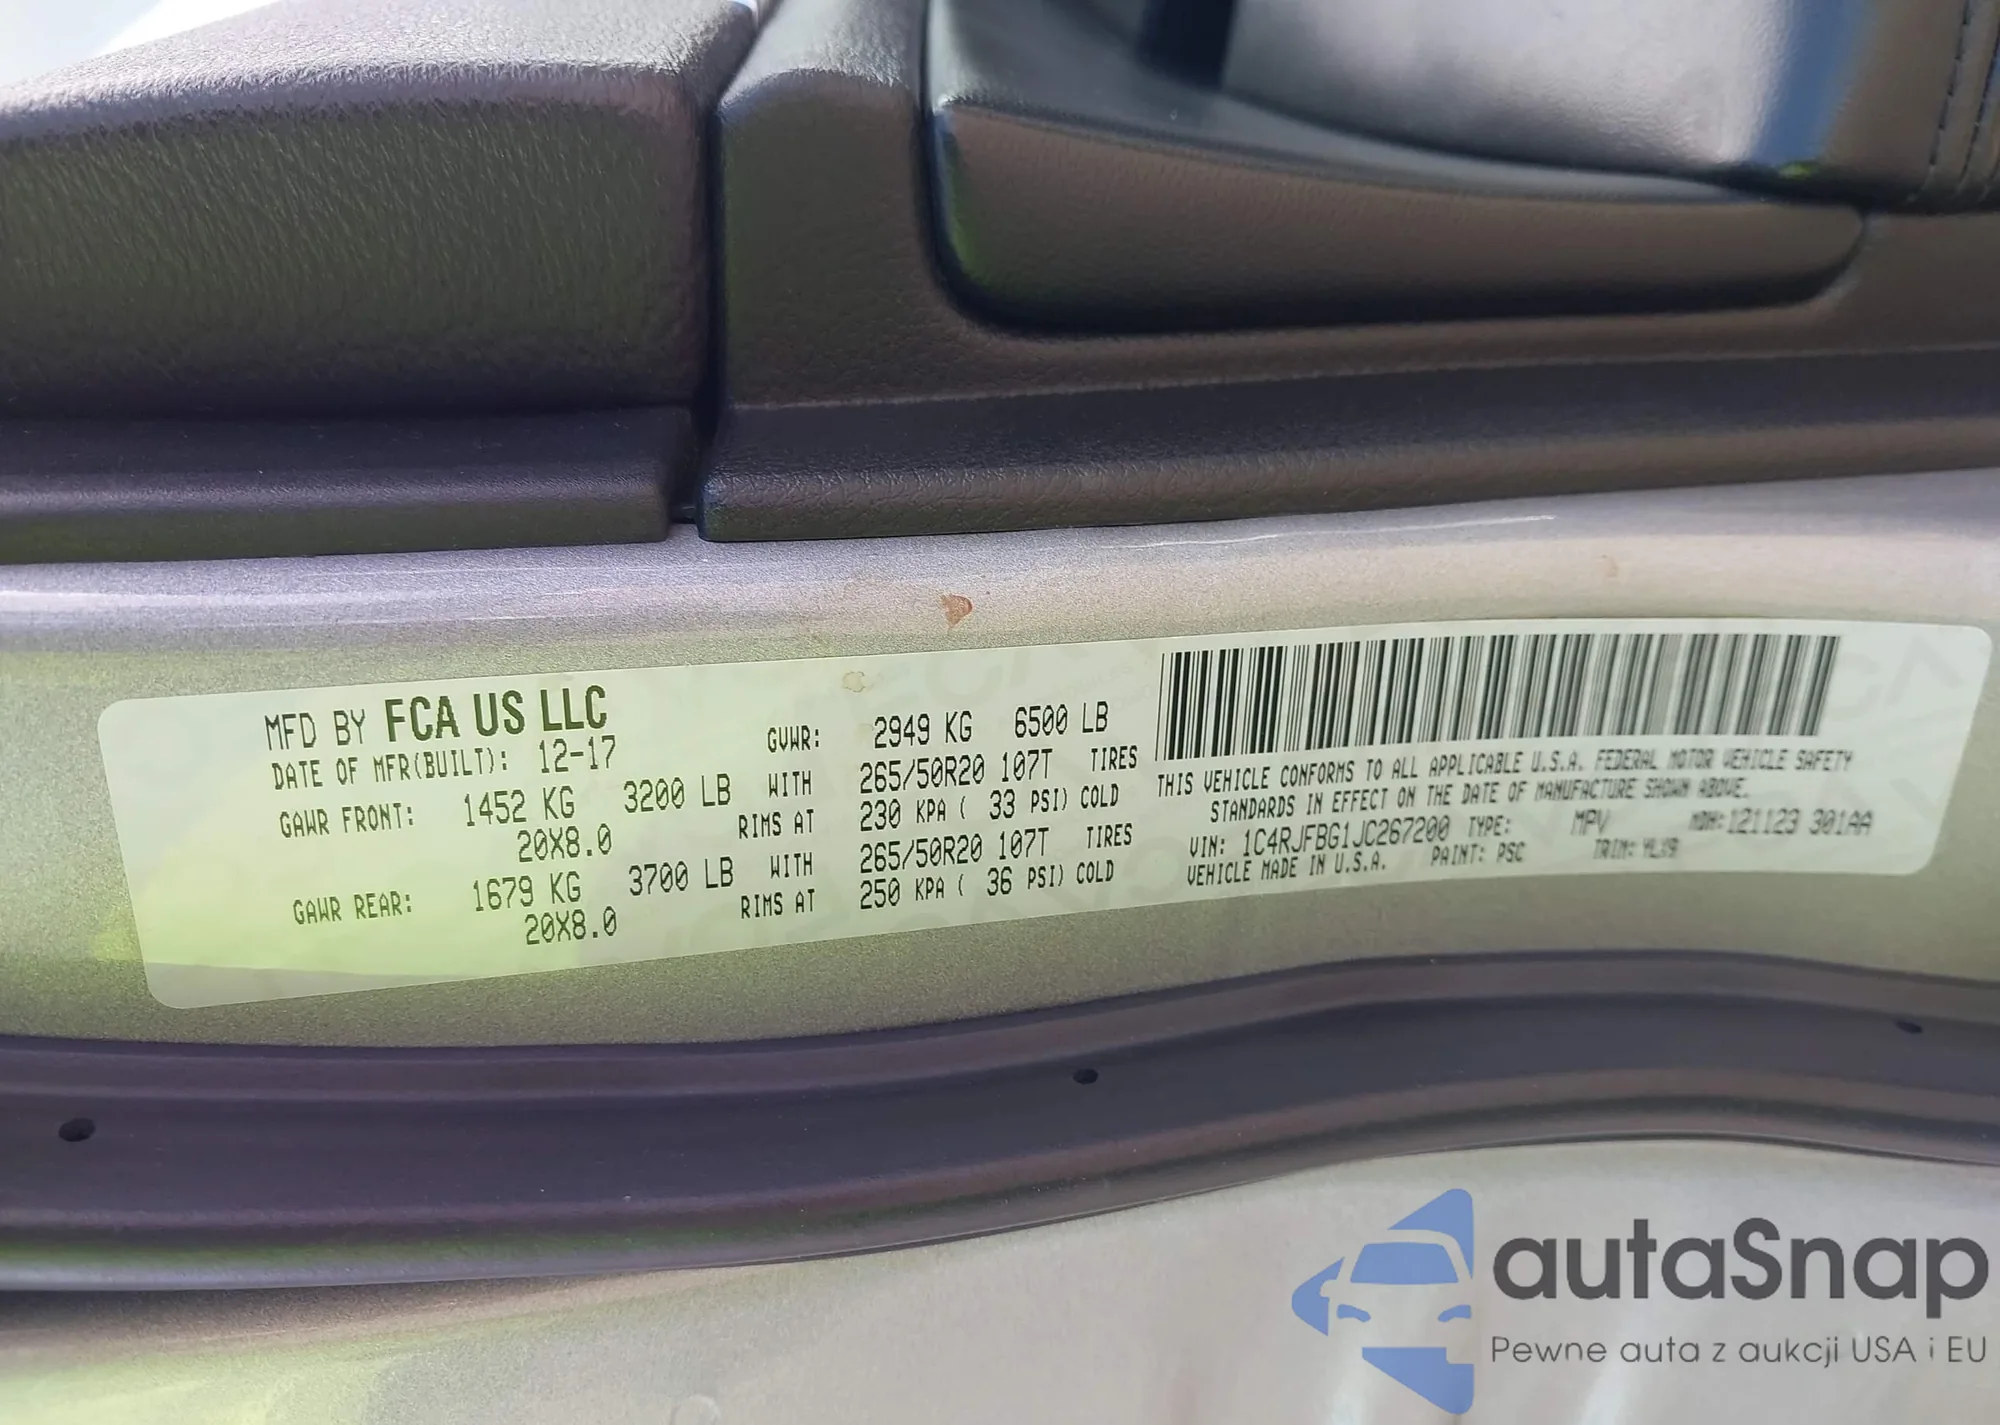 MFD BY FCA US LLC
DATE OF MFR(BUILT): 12-17 GVWR: 2949 KG 6500 LB
GAWR FRONT: 1452 KG 3200 LB WITH 265/50R20 107T TIRES
20X8.0 RIMS AT 230 KPA ( 33 PSI) COLD
GAWR REAR: 1679 KG 3700 LB WITH 265/50R20 107T TIRES
20X8.0 RIMS AT 250 KPA ( 36 PSI) COLD
THIS VEHICLE CONFORMS TO ALL APPLICABLE U.S.A. FEDERAL MOTOR VEHICLE SAFETY
STANDARDS IN EFFECT ON THE DATE OF MANUFACTURE SHOWN ABOVE.
VIN: 1C4RJFBG1JC267200 TYPE: MPV MDH: 121123 301AA
VEHICLE MADE IN U.S.A. PAINT: PSC TRIM:
autaSnap
Pewne auta z aukcji USA i EU